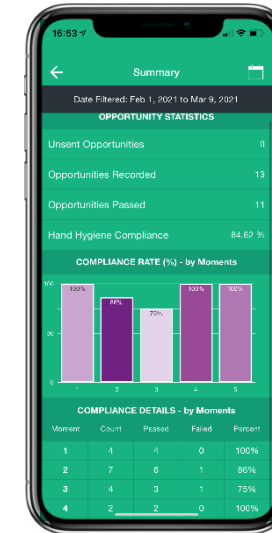 16:53
Summary
Date Filtered: Feb 1, 2021 to Mar 9, 2021
OPPORTUNITY STATISTICS
Unsent Opportunities 0
Opportunities Recorded 13
Opportunities Passed 11
Hand Hygiene Compliance 84.62 %
COMPLIANCE RATE (%) - by Moments
100
50
0
100% 86% 75% 100% 100%
1 2 3 4 5
COMPLIANCE DETAILS - by Moments
Moment Count Passed Failed Percent
1 4 4 0 100%
2 7 6 1 86%
3 4 3 1 75%
4 2 2 0 100%